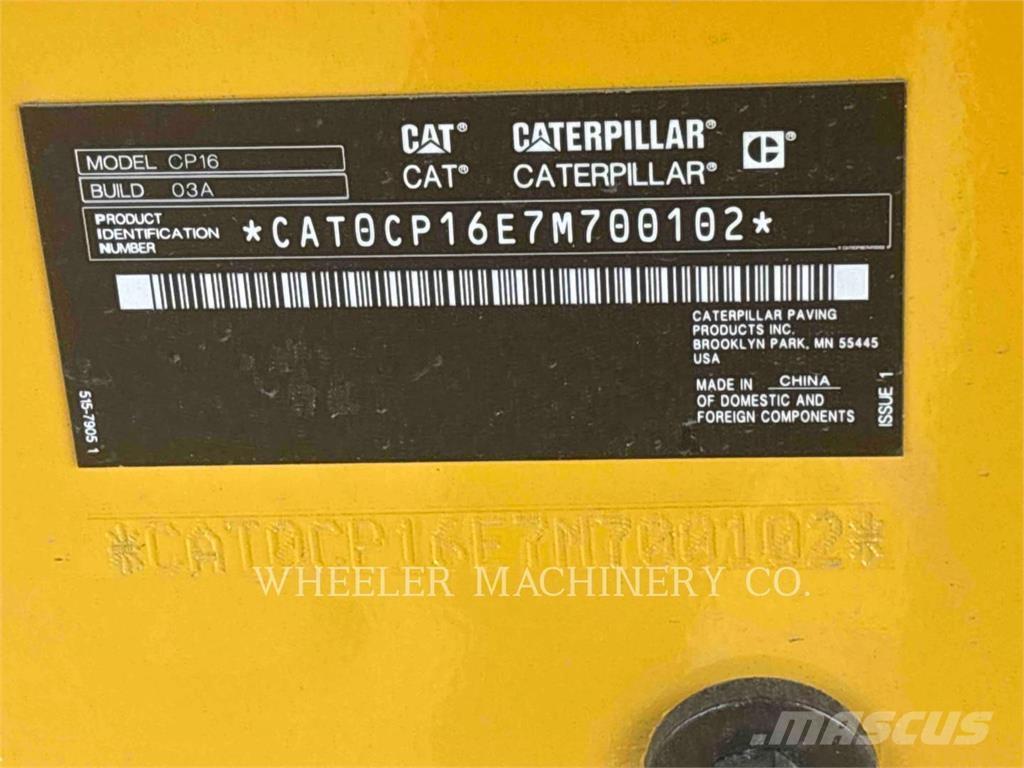 CAT® CATERPILLAR® ®
CAT® CATERPILLAR®
MODEL CP16
BUILD 03A
PRODUCT
IDENTIFICATION
NUMBER
*CAT0CP16E7M700102*
CATERPILLAR PAVING
PRODUCTS INC.
BROOKLYN PARK, MN 55445
USA
MADE IN CHINA
OF DOMESTIC AND
FOREIGN COMPONENTS
ISSUE 1
515-7905 1
*CAT0CP16E7M700102*
WHEELER MACHINERY CO.
MASCUS